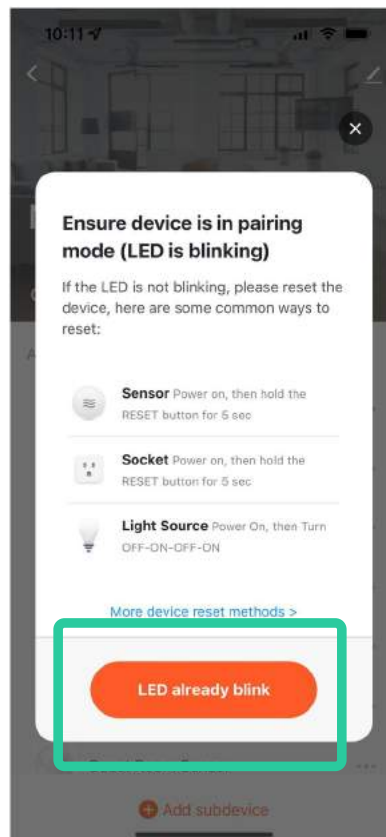 10:11
Ensure device is in pairing
mode (LED is blinking)
If the LED is not blinking, please reset the
device, here are some common ways to
reset:
Sensor Power on, then hold the
RESET button for 5 sec
Socket Power on, then hold the
RESET button for 5 sec
Light Source Power On, then Turn
OFF-ON-OFF-ON
More device reset methods >
LED already blink
Add subdevice